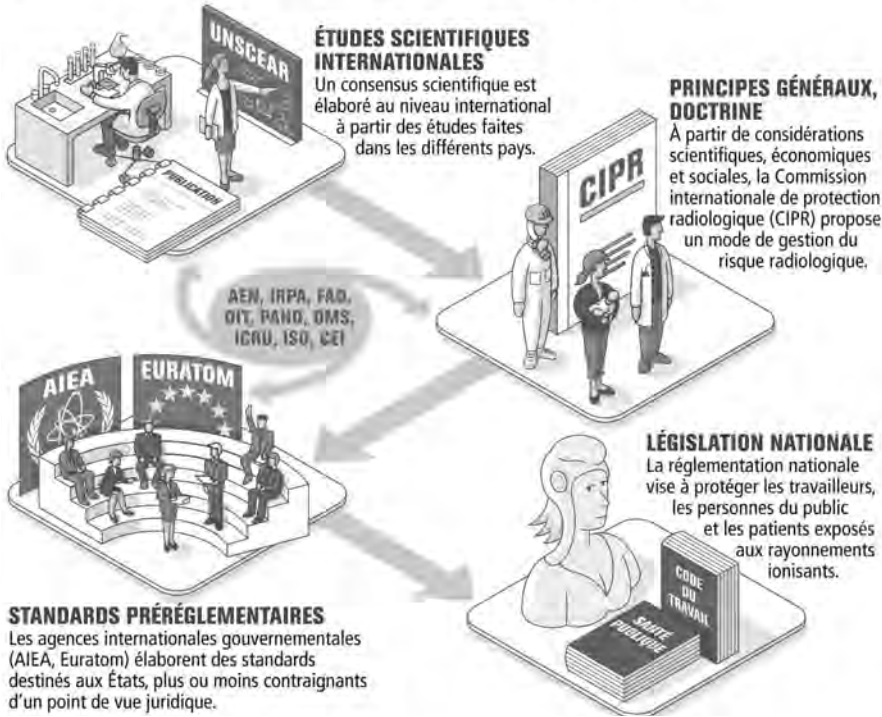 UNSCEAR
PUBLICATION
ÉTUDES SCIENTIFIQUES
INTERNATIONALES
Un consensus scientifique est
élaboré au niveau international
à partir des études faites
dans les différents pays.
CIPR
PRINCIPES GÉNÉRAUX,
DOCTRINE
À partir de considérations
scientifiques, économiques
et sociales, la Commission
internationale de protection
radiologique (CIPR) propose
un mode de gestion du
risque radiologique.
AEN, IRPA, FAO,
OIT, PAHO, OMS,
ICRU, ISO, CEI
AIEA
EURATOM
STANDARDS PRÉRÉGLEMENTAIRES
Les agences internationales gouvernementales
(AIEA, Euratom) élaborent des standards
destinés aux États, plus ou moins contraignants
d'un point de vue juridique.
LÉGISLATION NATIONALE
La réglementation nationale
vise à protéger les travailleurs,
les personnes du public
et les patients exposés
aux rayonnements
ionisants.
CODE
DU
TRAVAIL
SANTÉ
PUBLIQUE